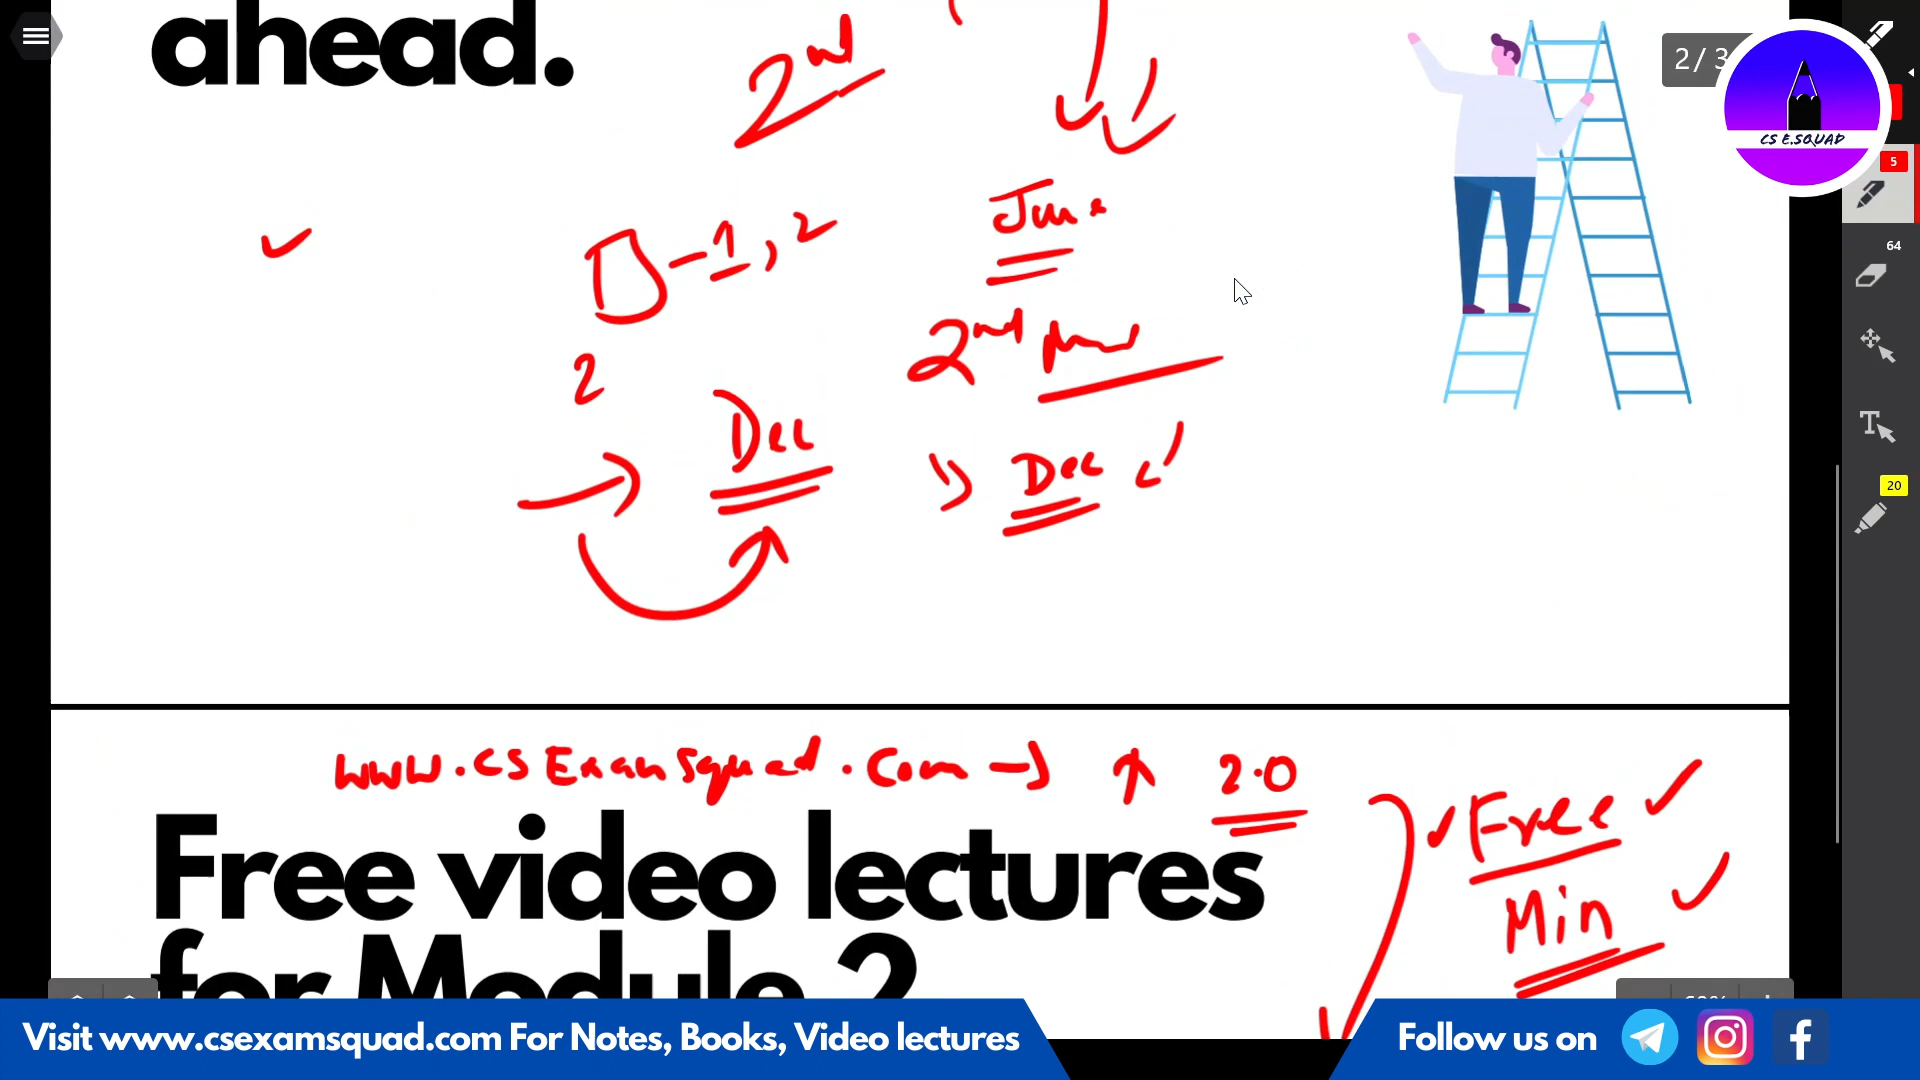 ahead.
2nd
2/3
CS E.SQUAD
5
64
20
-1, 2
June
2nd
2
Dec
1) Dec
www.CSExamSquad.Com → ↑ 2.0
Free
Min
Free video lectures
for Module 2
Visit www.csexamsquad.com For Notes, Books, Video lectures
Follow us on